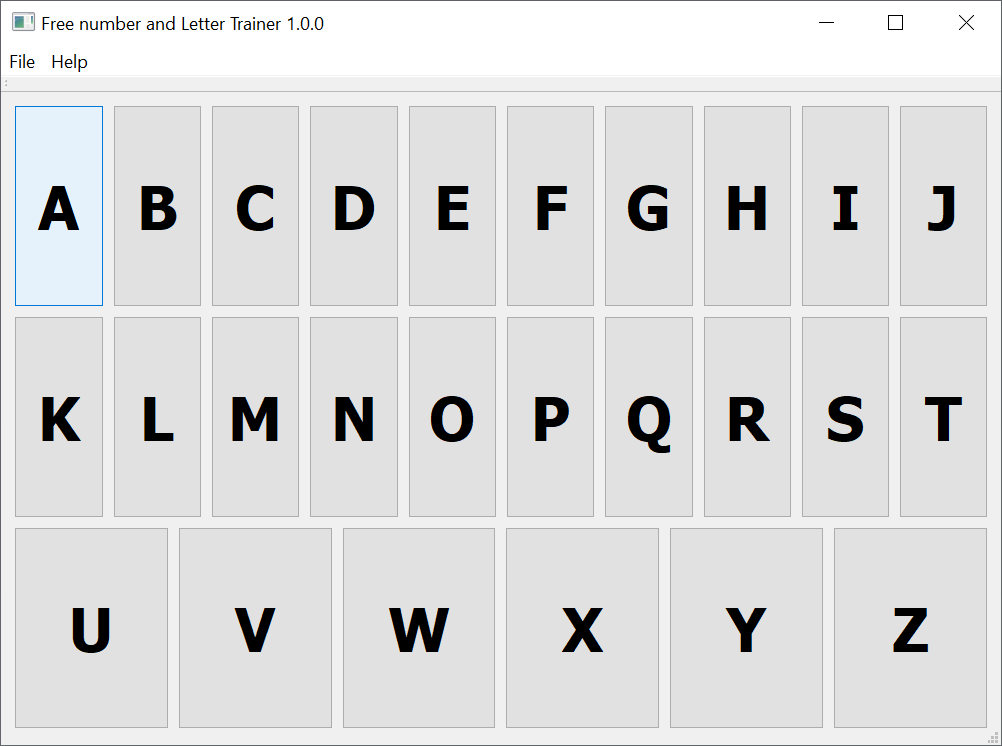 Free number and Letter Trainer 1.0.0
File Help
A B C D E F G H I J
K L M N O P Q R S T
U V W X Y Z